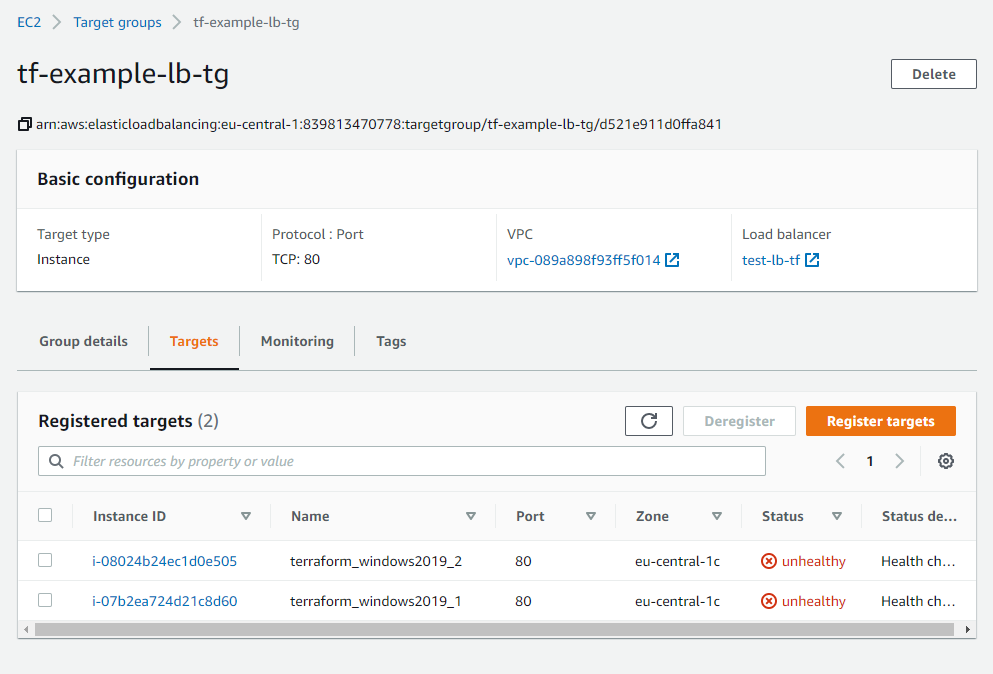 EC2 > Target groups > tf-example-lb-tg
tf-example-lb-tg
Delete
arn:aws:elasticloadbalancing:eu-central-1:839813470778:targetgroup/tf-example-lb-tg/d521e911d0ffa841
Basic configuration
Target type Protocol : Port VPC Load balancer
Instance TCP: 80 vpc-089a898f93ff5f014 test-lb-tf
Group details Targets Monitoring Tags
Registered targets (2) Deregister Register targets
Filter resources by property or value 1
Instance ID Name Port Zone Status Status de...
i-08024b24ec1d0e505 terraform_windows2019_2 80 eu-central-1c unhealthy Health ch...
i-07b2ea724d21c8d60 terraform_windows2019_1 80 eu-central-1c unhealthy Health ch...